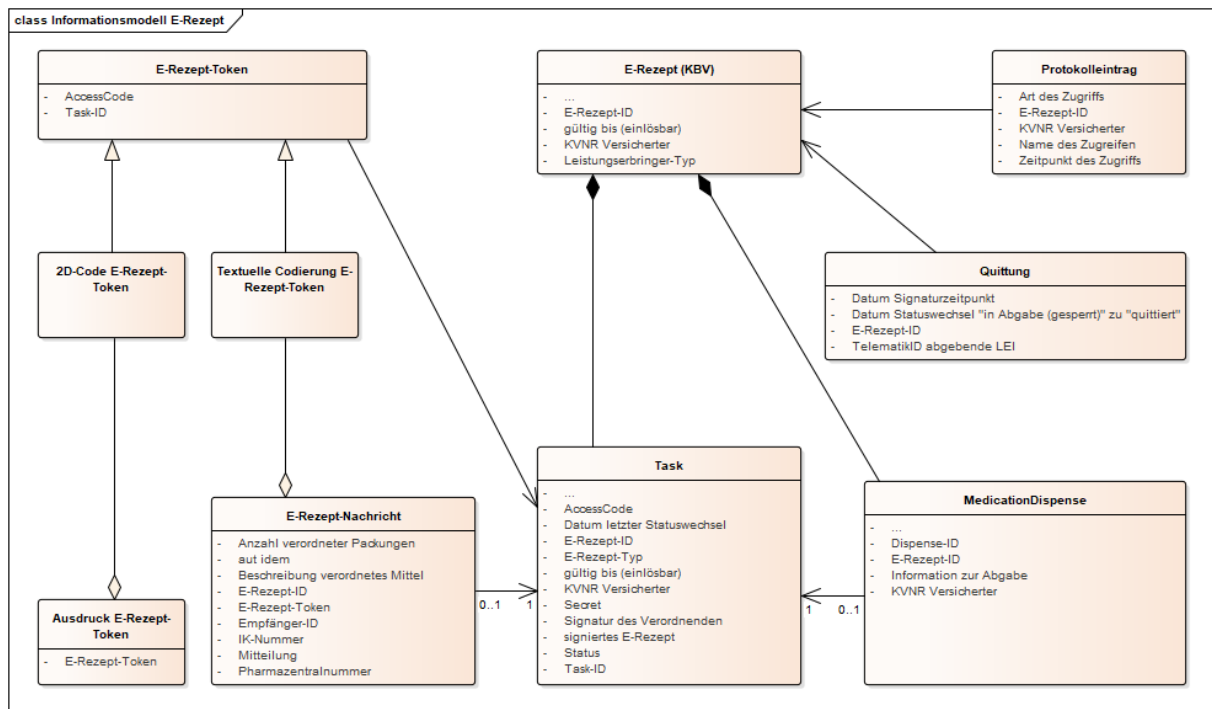 class Informationsmodell E-Rezept
E-Rezept-Token
- AccessCode
- Task-ID
E-Rezept (KBV)
- ...
- E-Rezept-ID
- gültig bis (einlösbar)
- KVNR Versicherter
- Leistungserbringer-Typ
Protokolleintrag
- Art des Zugriffs
- E-Rezept-ID
- KVNR Versicherter
- Name des Zugreifen
- Zeitpunkt des Zugriffs
2D-Code E-Rezept-
Token
Textuelle Codierung E-
Rezept-Token
Quittung
- Datum Signaturzeitpunkt
- Datum Statuswechsel "in Abgabe (gesperrt)" zu "quittiert"
- E-Rezept-ID
- TelematikID abgebende LEI
Ausdruck E-Rezept-
Token
- E-Rezept-Token
E-Rezept-Nachricht
- Anzahl verordneter Packungen
- aut idem
- Beschreibung verordnetes Mittel
- E-Rezept-ID
- E-Rezept-Token
- Empfänger-ID
- IK-Nummer
- Mitteilung
- Pharmazentralnummer
0..1
1
Task
- ...
- AccessCode
- Datum letzter Statuswechsel
- E-Rezept-ID
- E-Rezept-Typ
- gültig bis (einlösbar)
- KVNR Versicherter
- Secret
- Signatur des Verordnenden
- signiertes E-Rezept
- Status
- Task-ID
1
0..1
MedicationDispense
- ...
- Dispense-ID
- E-Rezept-ID
- Information zur Abgabe
- KVNR Versicherter